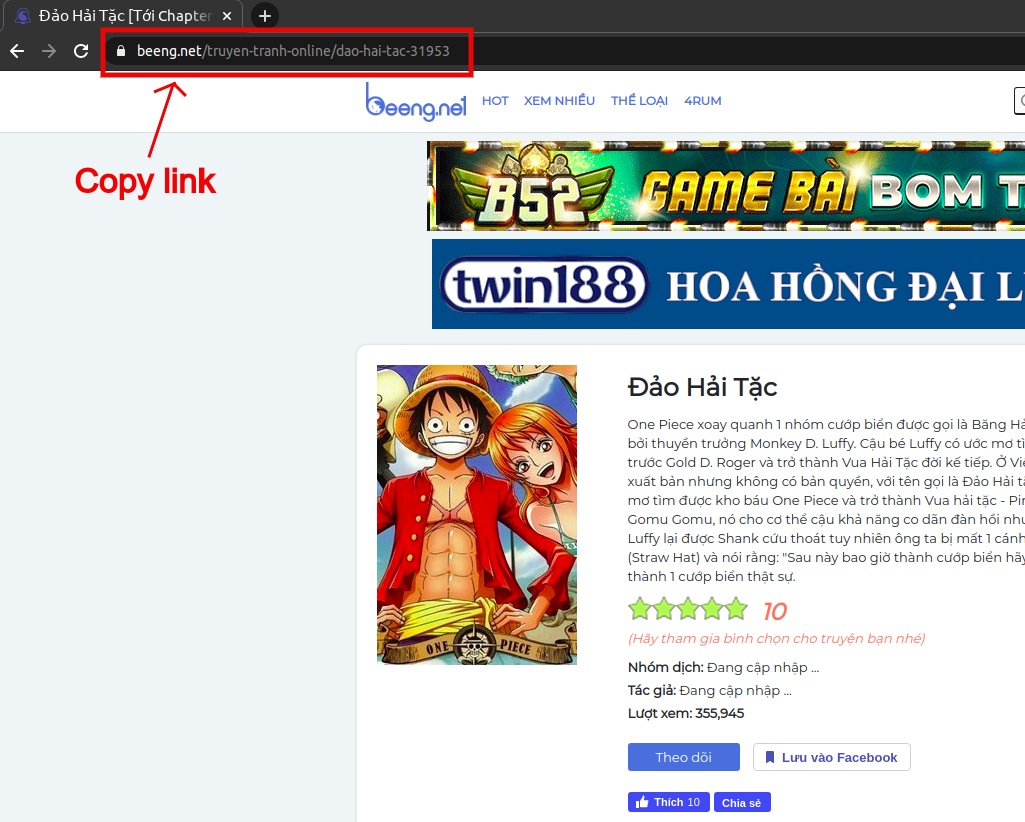 Đảo Hải Tặc [Tới Chapter
beeng.net/truyen-tranh-online/dao-hai-tac-31953
Copy link
beeng.net
HOT XEM NHIỀU THỂ LOẠI 4RUM
B52 GAME BÀI BOM T
twin188 HOA HỒNG ĐẠI L
Đảo Hải Tặc
One Piece xoay quanh 1 nhóm cướp biển được gọi là Băng Hả
bởi thuyền trưởng Monkey D. Luffy. Cậu bé Luffy có ước mơ tì
trước Gold D. Roger và trở thành Vua Hải Tặc đời kế tiếp. Ở Việ
xuất bản nhưng không có bản quyền, với tên gọi là Đảo Hải tặ
mơ tìm được kho báu One Piece và trở thành Vua hải tặc - Pir
Gomu Gomu, nó cho cơ thể cậu khả năng co dãn đàn hồi như
Luffy lại được Shank cứu thoát tuy nhiên ông ta bị mất 1 cánh
(Straw Hat) và nói rằng: "Sau này bao giờ thành cướp biển hãy
thành 1 cướp biển thật sự.
10
(Hãy tham gia bình chọn cho truyện bạn nhé)
Nhóm dịch: Đang cập nhập ...
Tác giả: Đang cập nhập ...
Lượt xem: 355,945
Theo dõi Lưu vào Facebook
Thích 10 Chia sẻ
ONE PIECE